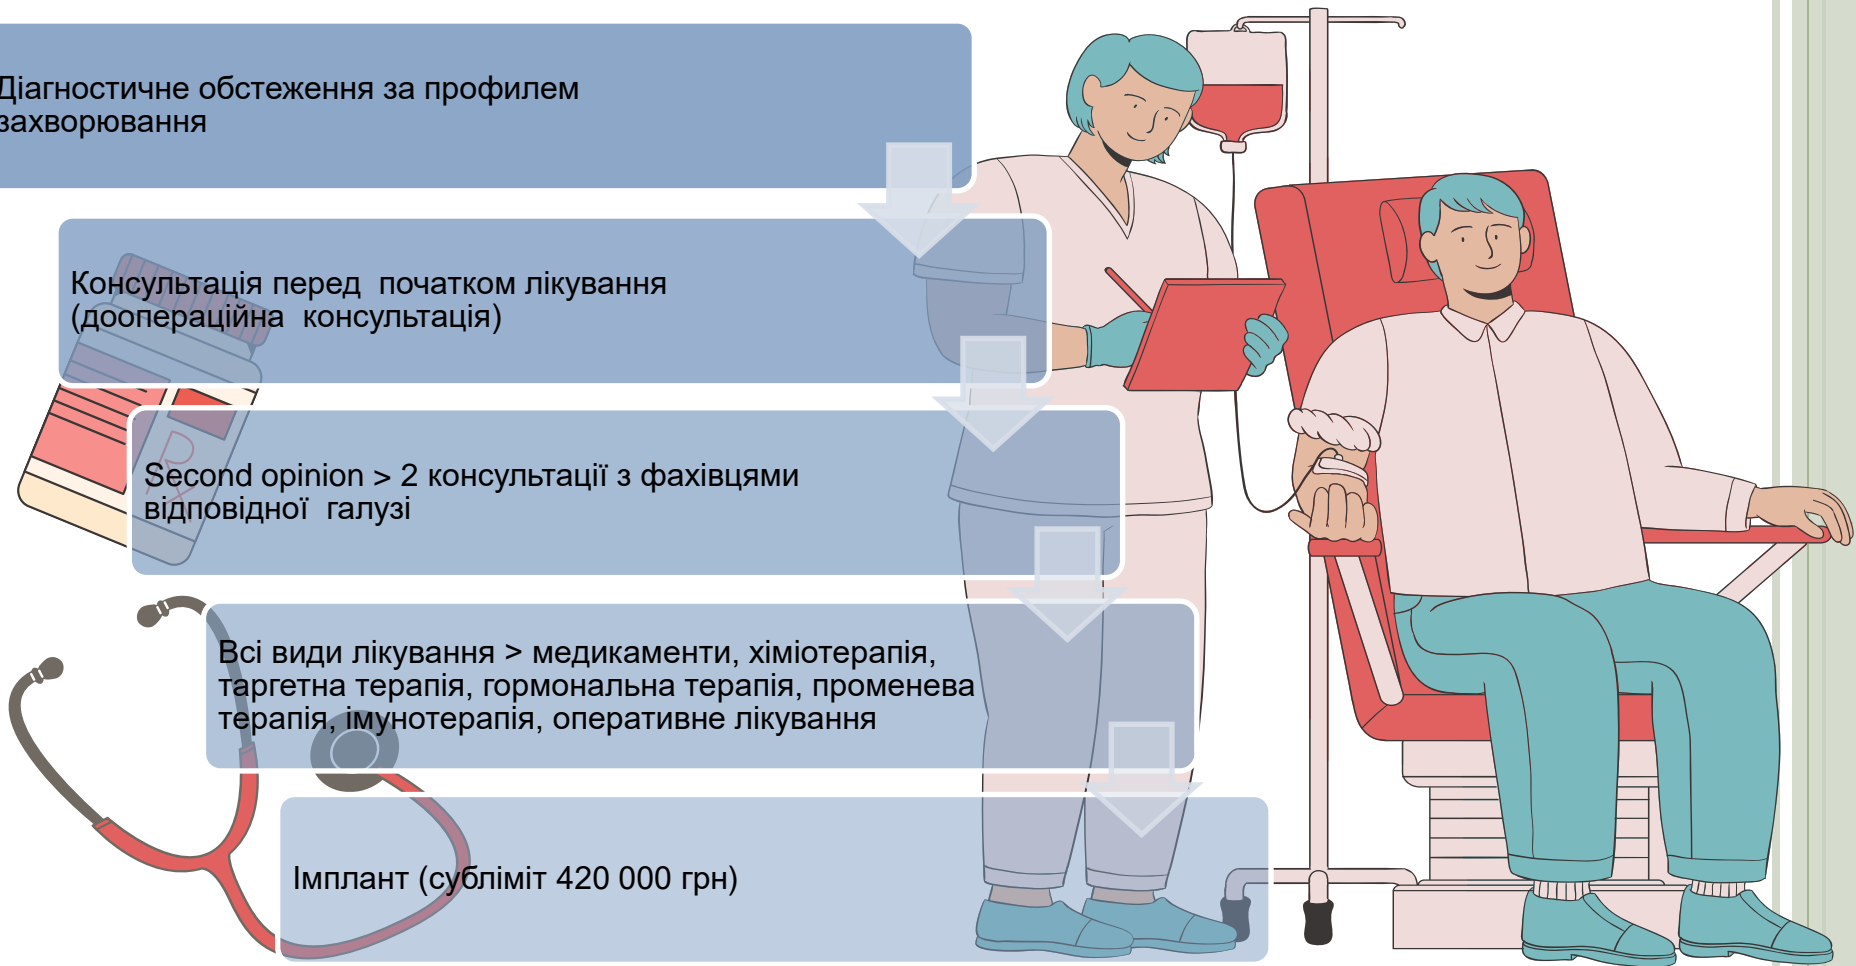 Діагностичне обстеження за профилем
захворювання
Консультація перед  початком лікування
(доопераційна  консультація)
Second opinion > 2 консультації з фахівцями
відповідної  галузі
Всі види лікування > медикаменти, хіміотерапія,
таргетна терапія, гормональна терапія, променева
терапія, імунотерапія, оперативне лікування
Імплант (субліміт 420 000 грн)